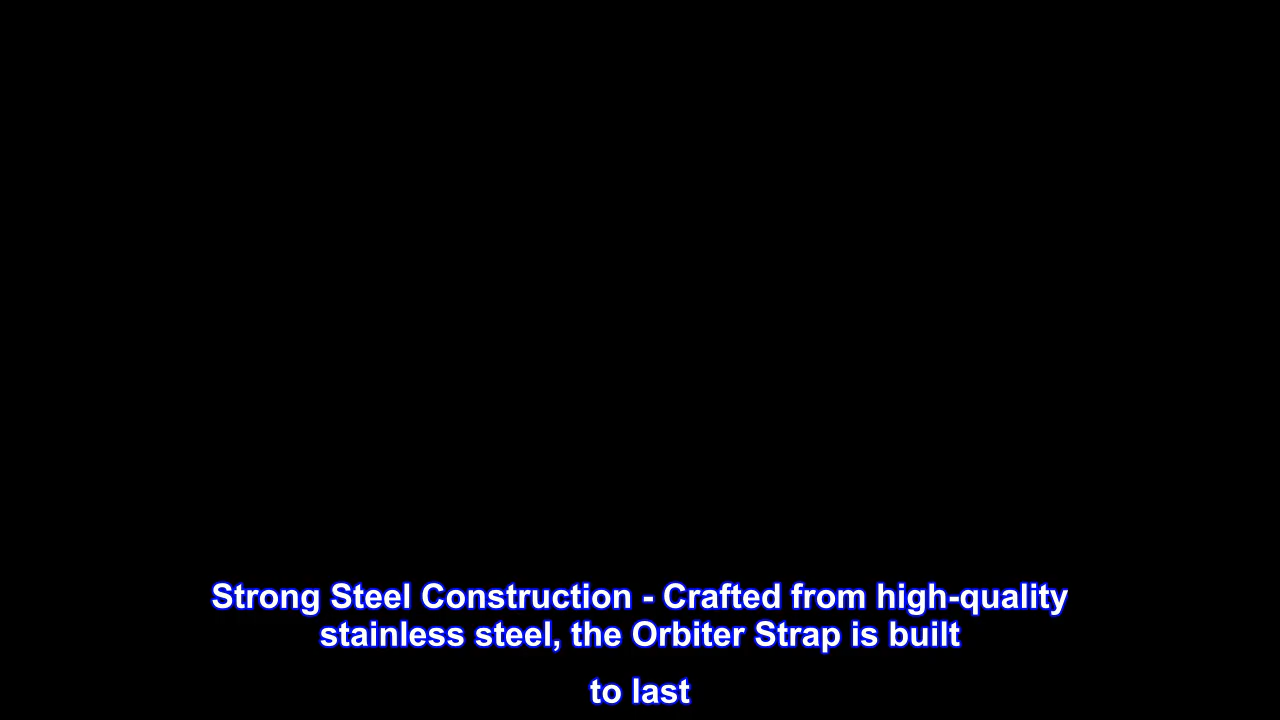 Strong Steel Construction - Crafted from high-quality
stainless steel, the Orbiter Strap is built
to last